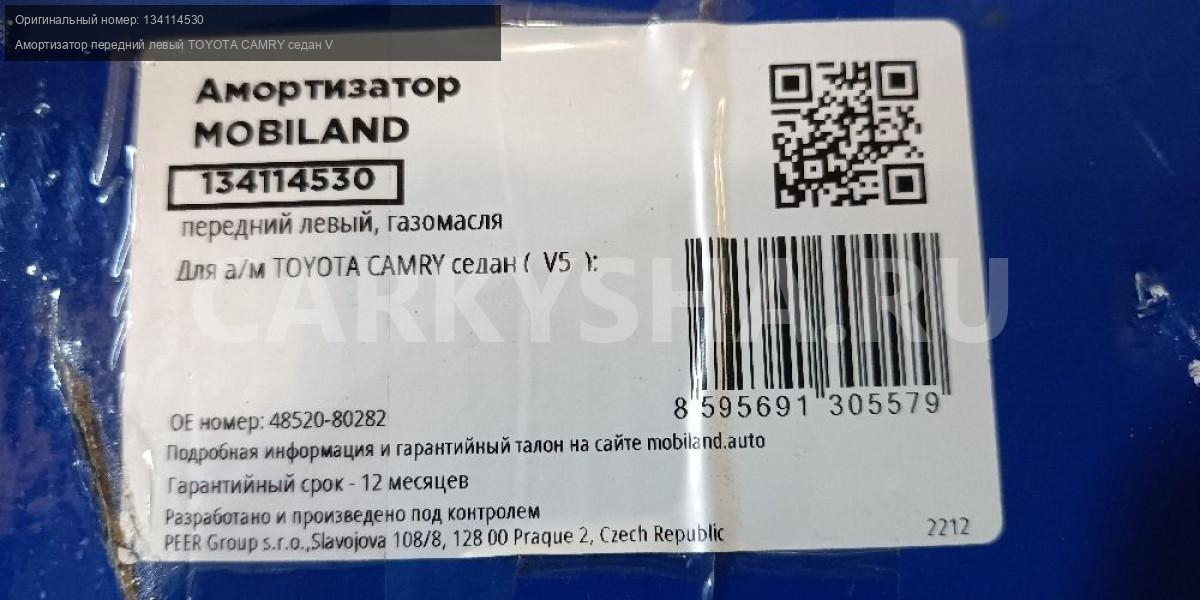 Оригинальный номер: 134114530
Амортизатор передний левый TOYOTA CAMRY седан V
Амортизатор
MOBILAND
134114530
передний левый, газомасля
Для а/м TOYOTA CAMRY седан ( V5 ):
CARKYSHA.RU
8 595691 305579
OE номер: 48520-80282
Подробная информация и гарантийный талон на сайте mobiland.auto
Гарантийный срок - 12 месяцев
Разработано и произведено под контролем
PEER Group s.r.o.,Slavojova 108/8, 128 00 Praque 2, Czech Republic
2212